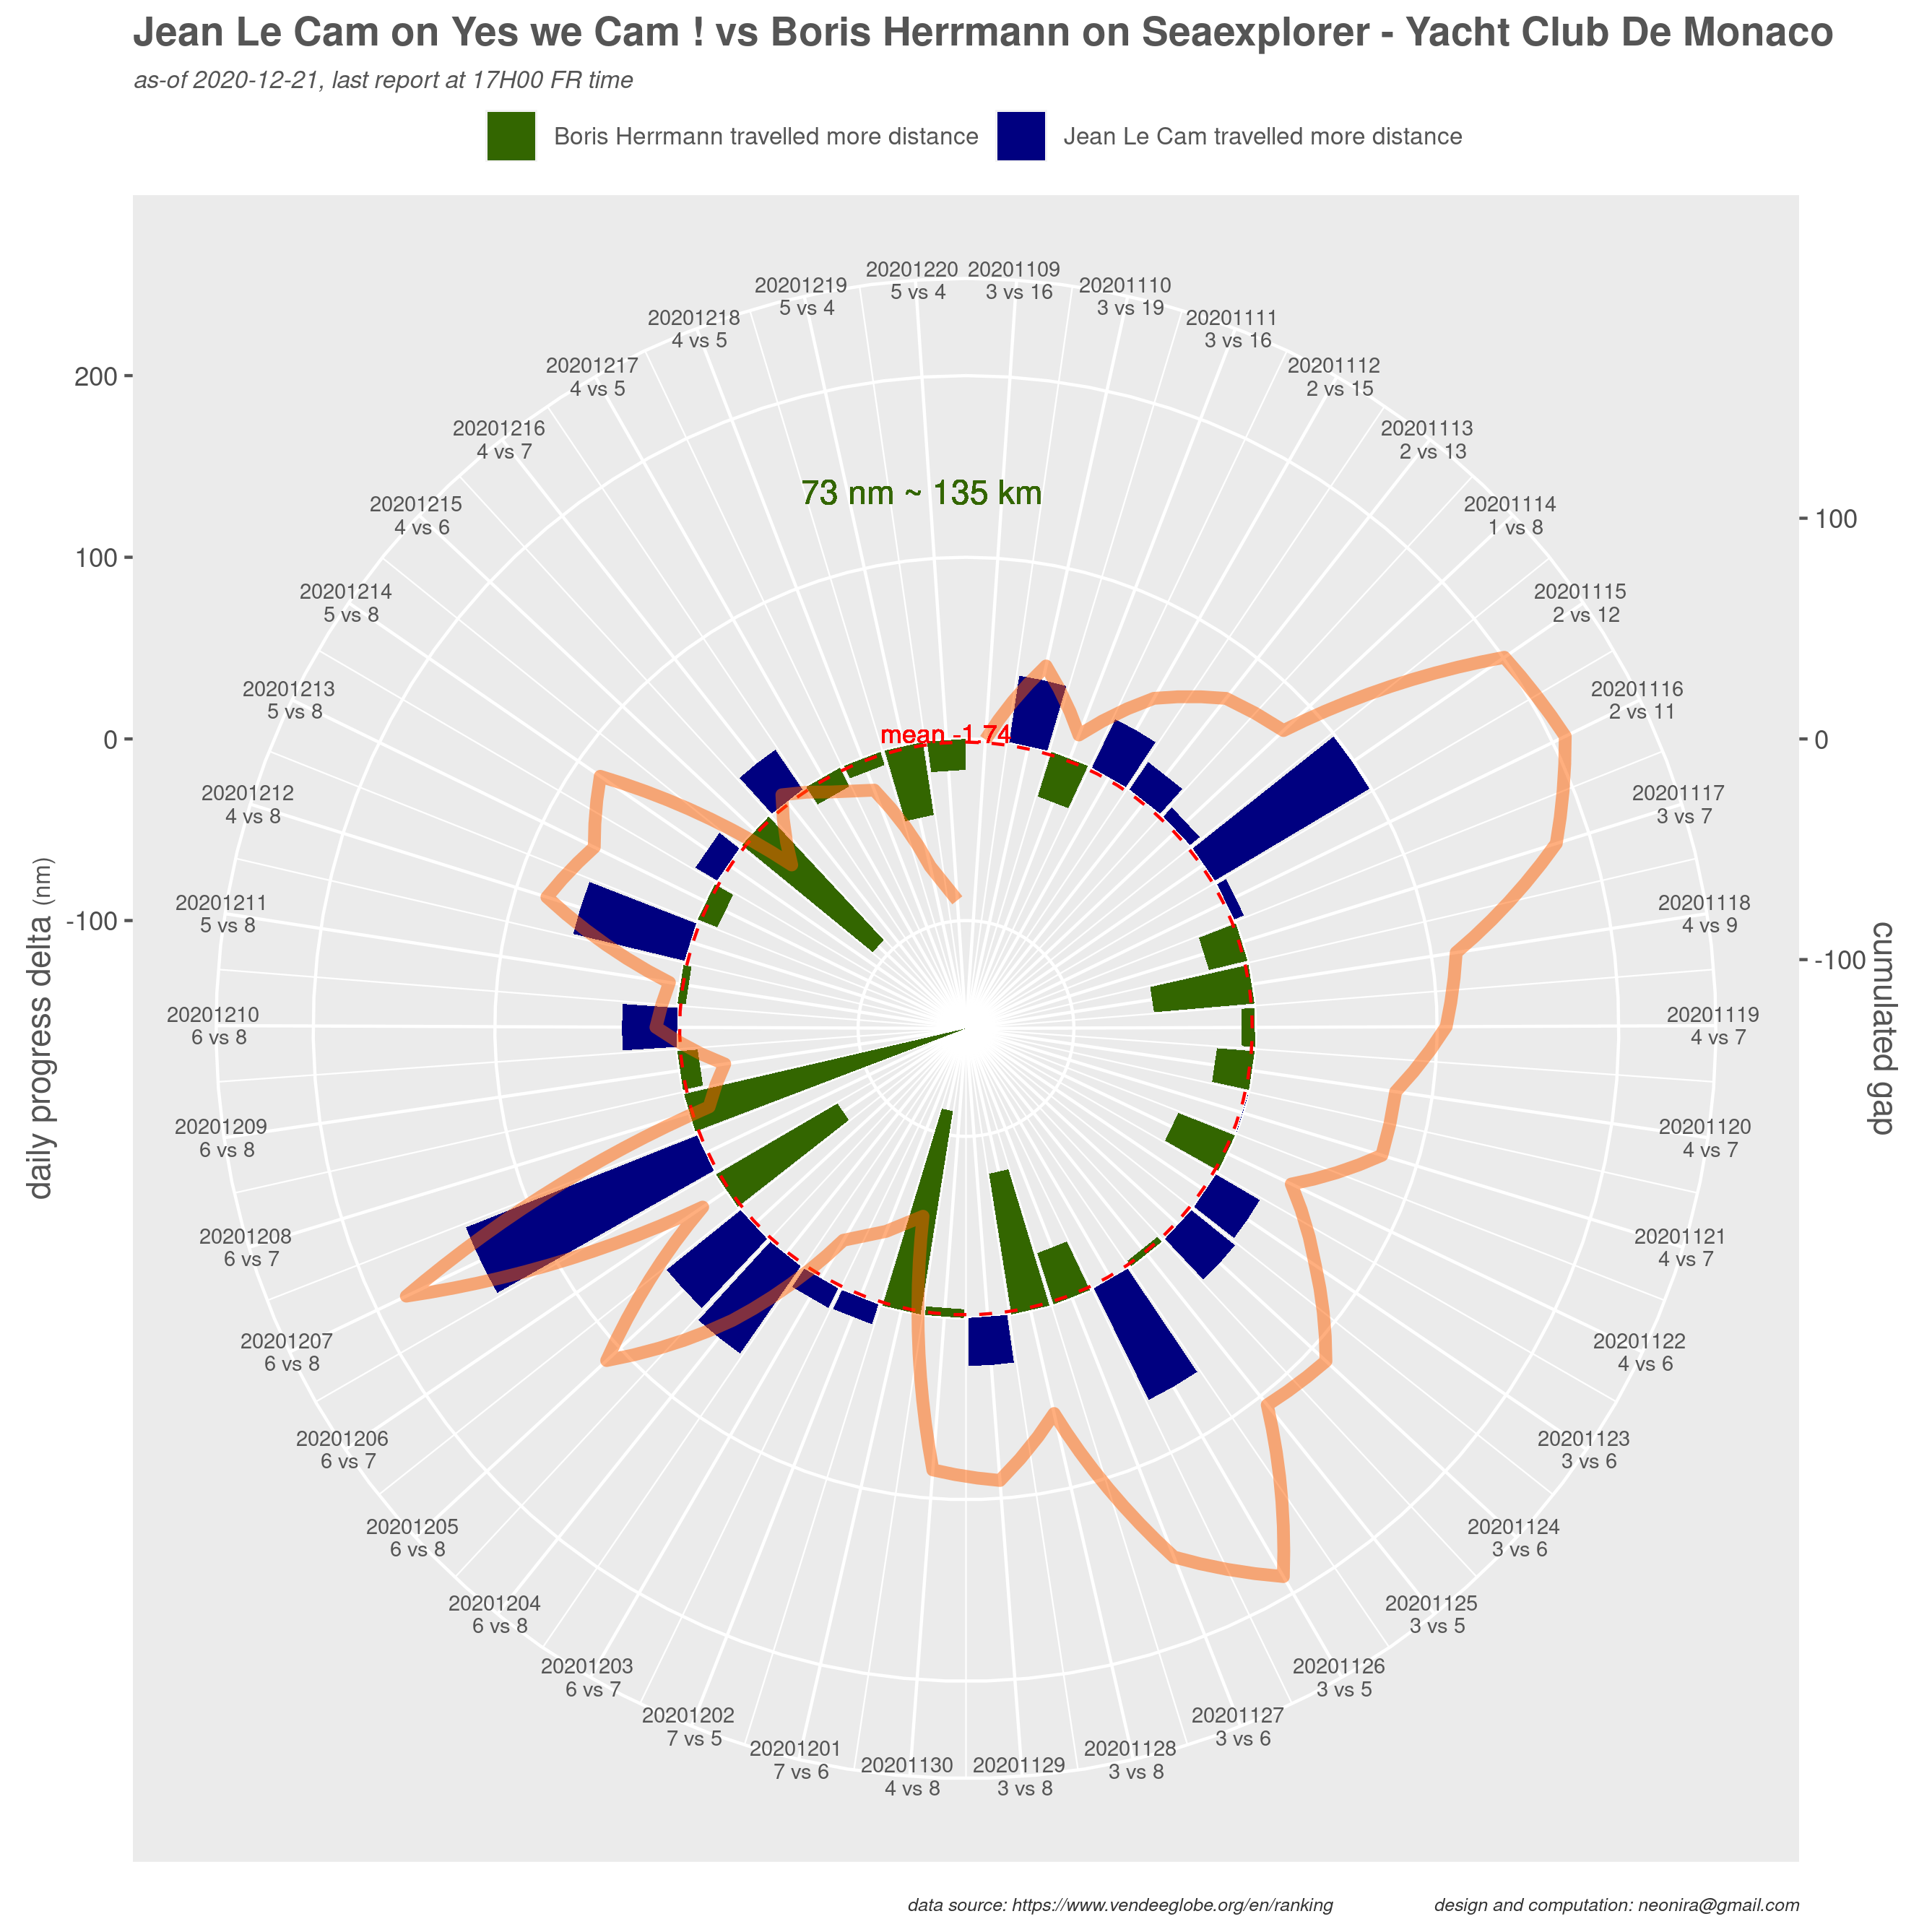 Jean Le Cam on Yes we Cam ! vs Boris Herrmann on Seaexplorer - Yacht Club De Monaco
as-of 2020-12-21, last report at 17H00 FR time
Boris Herrmann travelled more distance
Jean Le Cam travelled more distance
20201109
3 vs 16
20201110
3 vs 19
20201111
3 vs 16
20201112
2 vs 15
20201113
2 vs 13
20201114
1 vs 8
20201115
2 vs 12
20201116
2 vs 11
20201117
3 vs 7
20201118
4 vs 9
20201119
4 vs 7
20201120
4 vs 7
20201121
4 vs 7
20201122
4 vs 6
20201123
3 vs 6
20201124
3 vs 6
20201125
3 vs 5
20201126
3 vs 5
20201127
3 vs 6
20201128
3 vs 8
20201129
3 vs 8
20201130
4 vs 8
20201201
7 vs 6
20201202
7 vs 5
20201203
6 vs 7
20201204
6 vs 8
20201205
6 vs 8
20201206
6 vs 7
20201207
6 vs 8
20201208
6 vs 7
20201209
6 vs 8
20201210
6 vs 8
20201211
5 vs 8
20201212
4 vs 8
20201213
5 vs 8
20201214
5 vs 8
20201215
4 vs 6
20201216
4 vs 7
20201217
4 vs 5
20201218
4 vs 5
20201219
5 vs 4
20201220
5 vs 4
73 nm ~ 135 km
mean -1.74
200
100
0
-100
daily progress delta (nm)
100
0
-100
cumulated gap
data source: https://www.vendeeglobe.org/en/ranking
design and computation: neonira@gmail.com